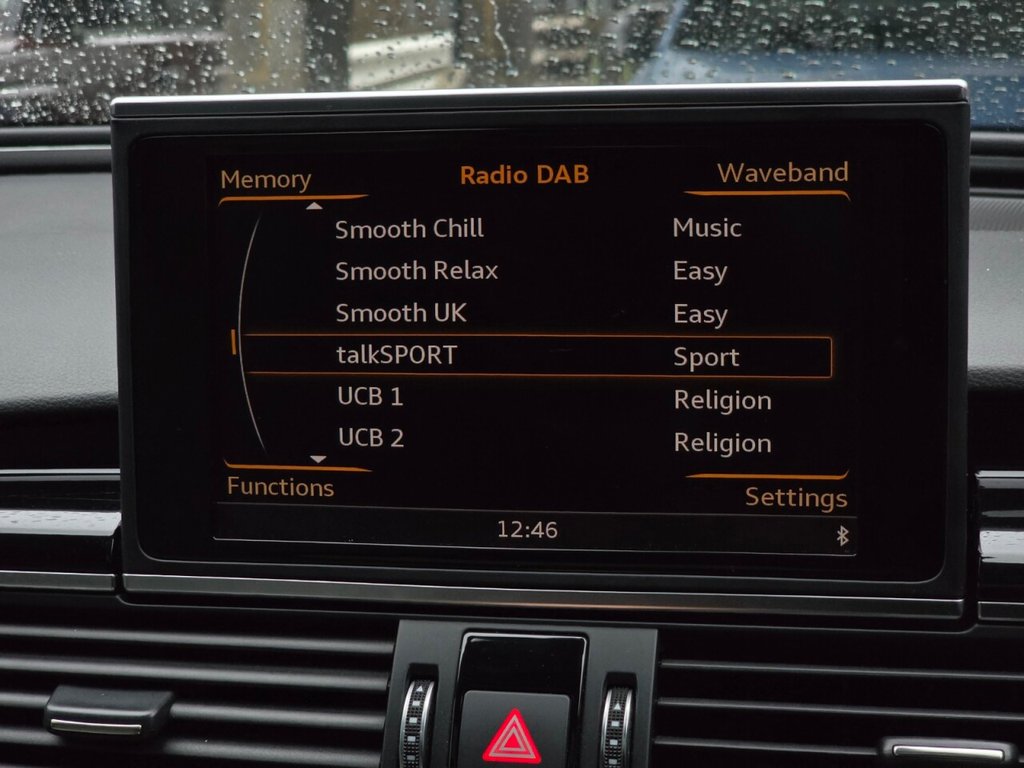 Memory Radio DAB Waveband
Smooth Chill Music
Smooth Relax Easy
Smooth UK Easy
talkSPORT Sport
UCB 1 Religion
UCB 2 Religion
Functions Settings
12:46